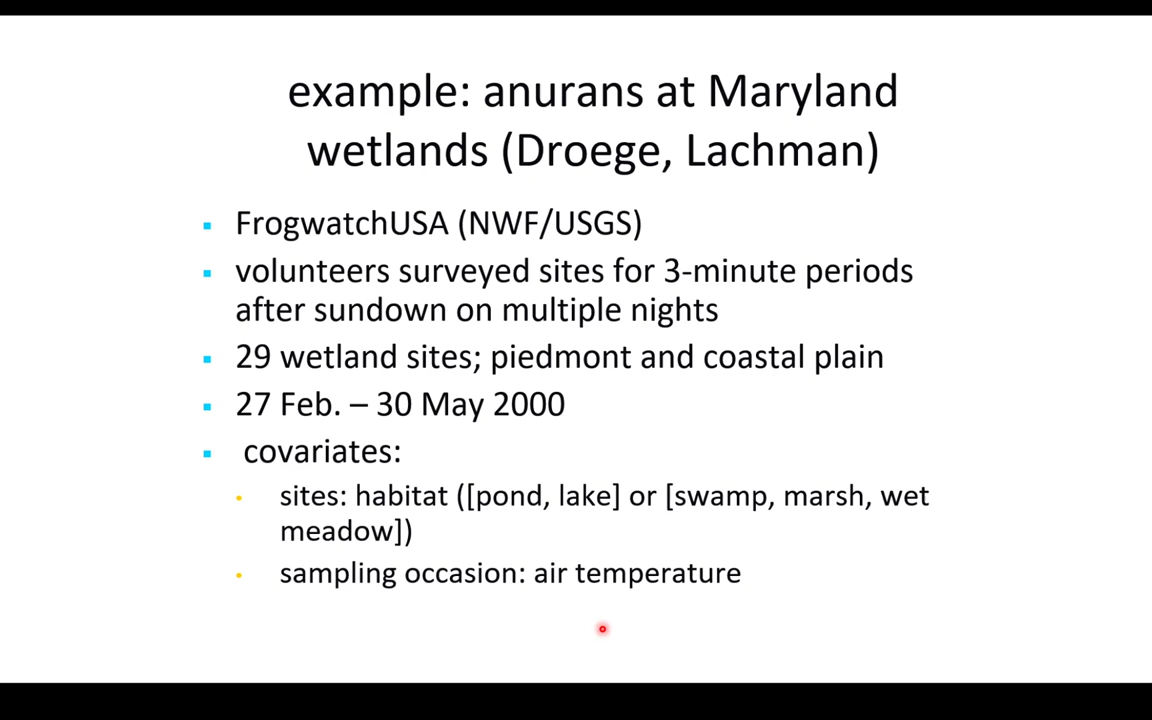 example: anurans at Maryland
wetlands (Droege, Lachman)
▪ FrogwatchUSA (NWF/USGS)
▪ volunteers surveyed sites for 3-minute periods
after sundown on multiple nights
▪ 29 wetland sites; piedmont and coastal plain
▪ 27 Feb. – 30 May 2000
▪ covariates:
• sites: habitat ([pond, lake] or [swamp, marsh, wet
meadow])
• sampling occasion: air temperature